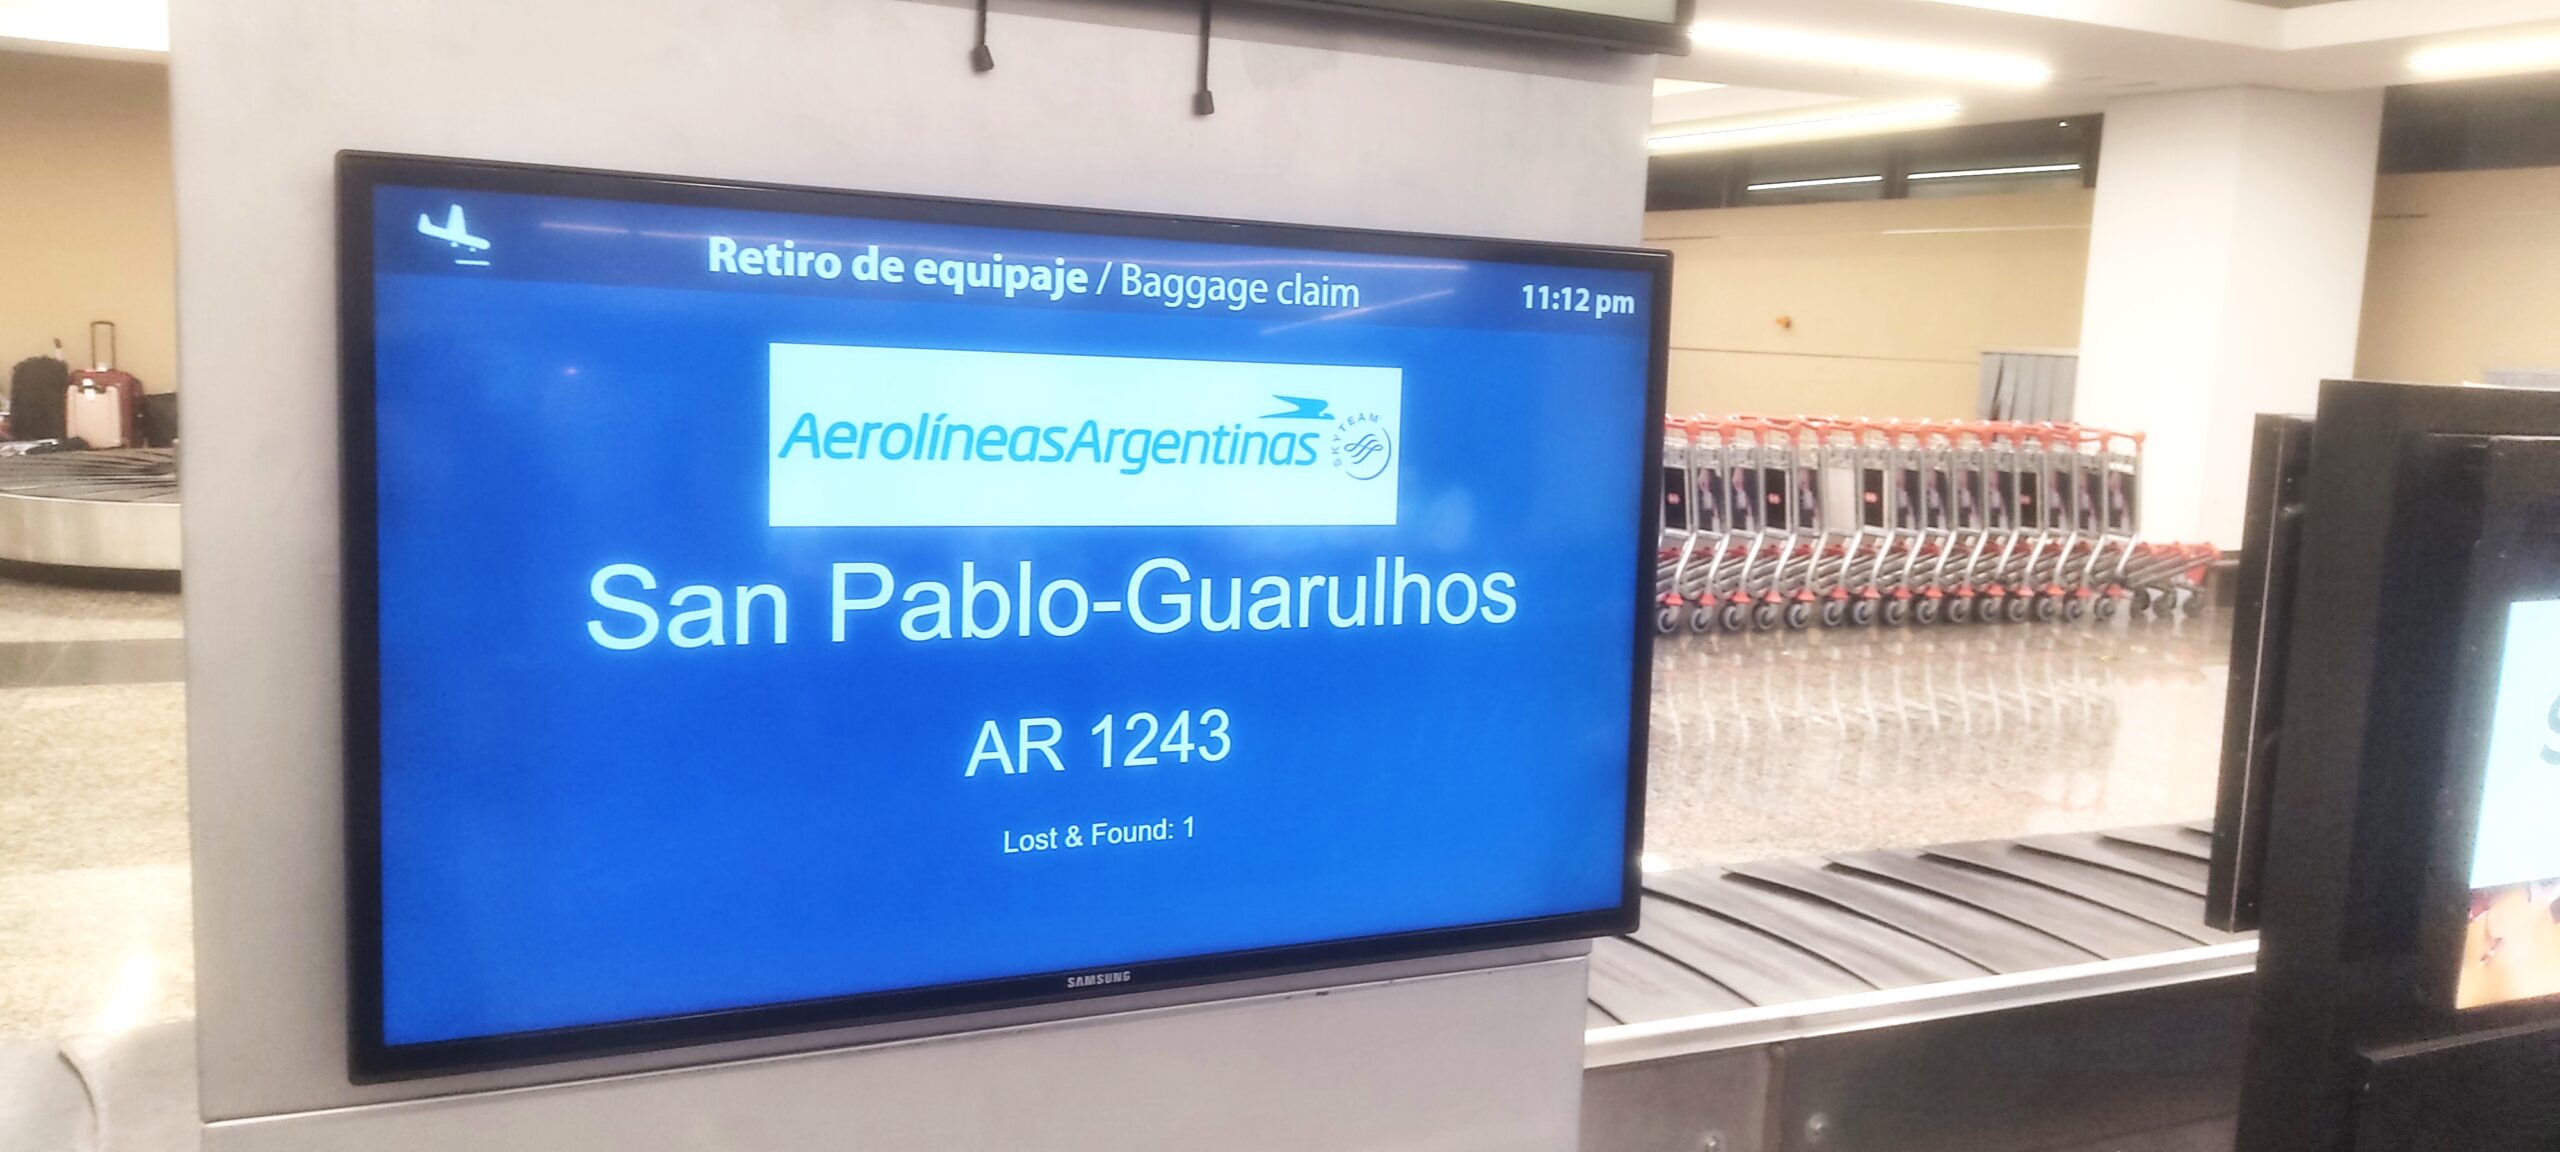 Retiro de equipaje / Baggage claim
11:12 pm
AerolíneasArgentinas
SKYTEAM
San Pablo-Guarulhos
AR 1243
Lost & Found: 1
SAMSUNG